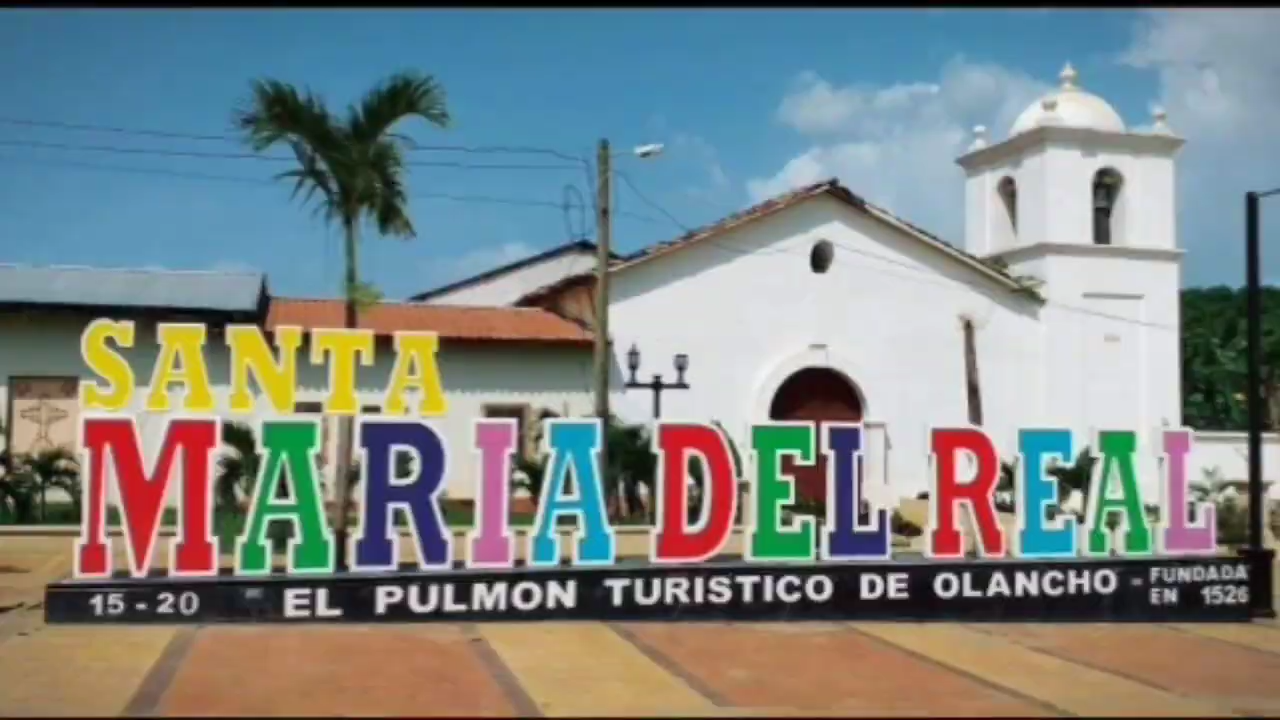 SANTA
MARIA DEL REAL
15 - 20 EL PULMON TURISTICO DE OLANCHO - FUNDADA
EN 1526